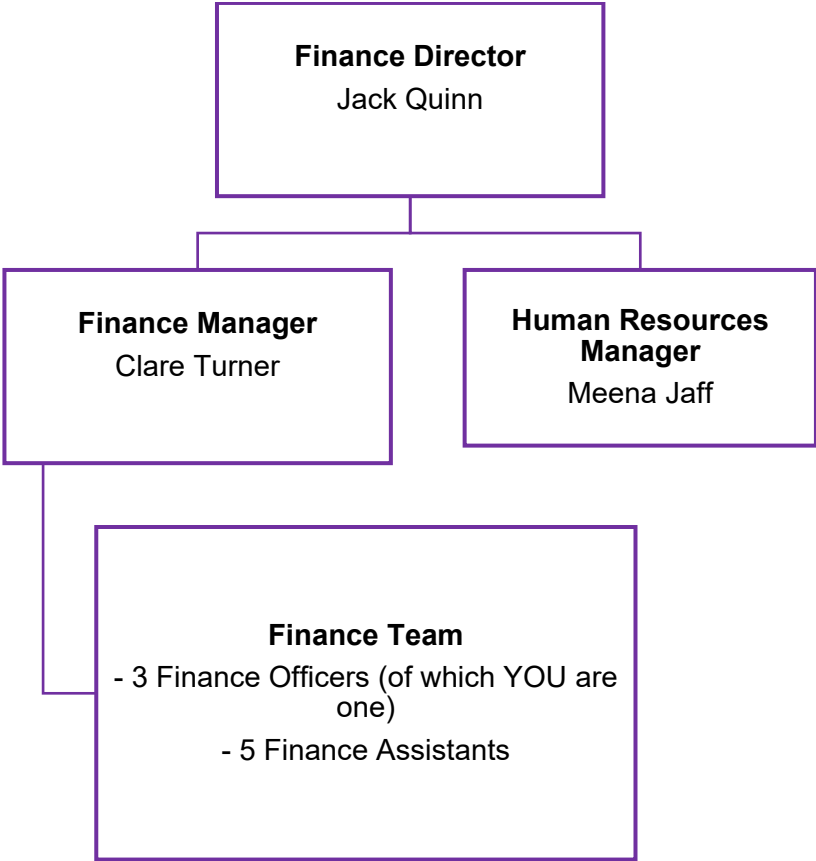 Finance Director
Jack Quinn
Finance Manager
Clare Turner
Human Resources
Manager
Meena Jaff
Finance Team
- 3 Finance Officers (of which YOU are
one)
- 5 Finance Assistants